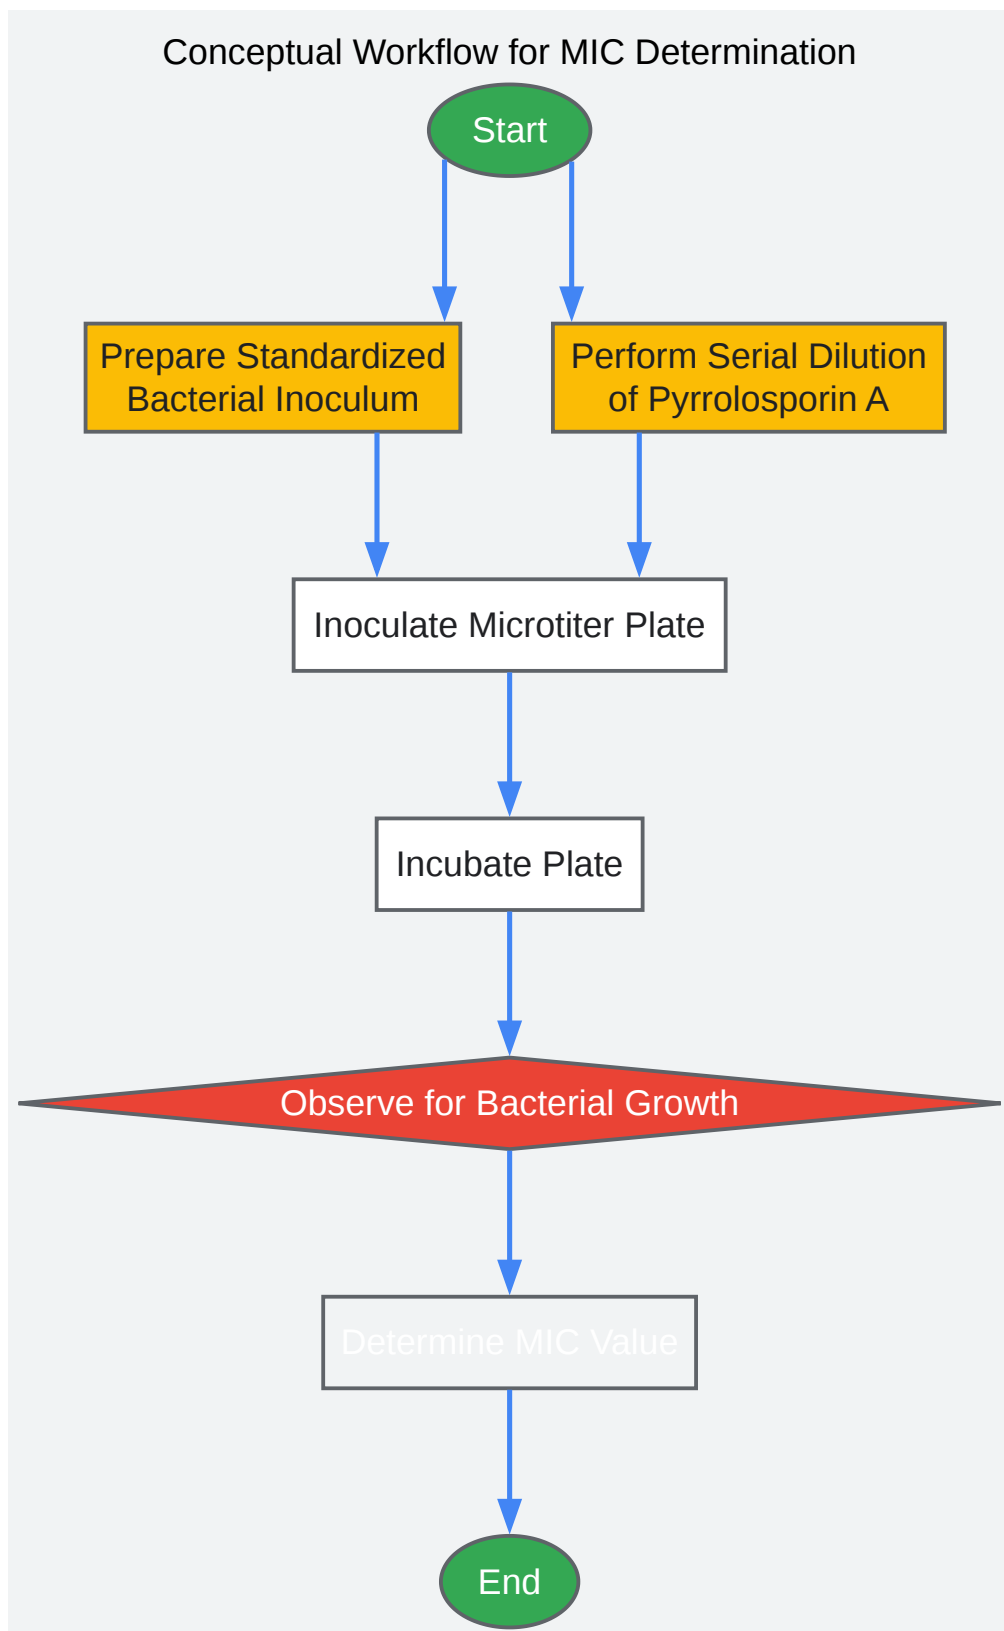 Conceptual Workflow for MIC Determination
Start
Prepare Standardized
Bacterial Inoculum
Perform Serial Dilution
of Pyrrolosporin A
Inoculate Microtiter Plate
Incubate Plate
Observe for Bacterial Growth
Determine MIC Value
End